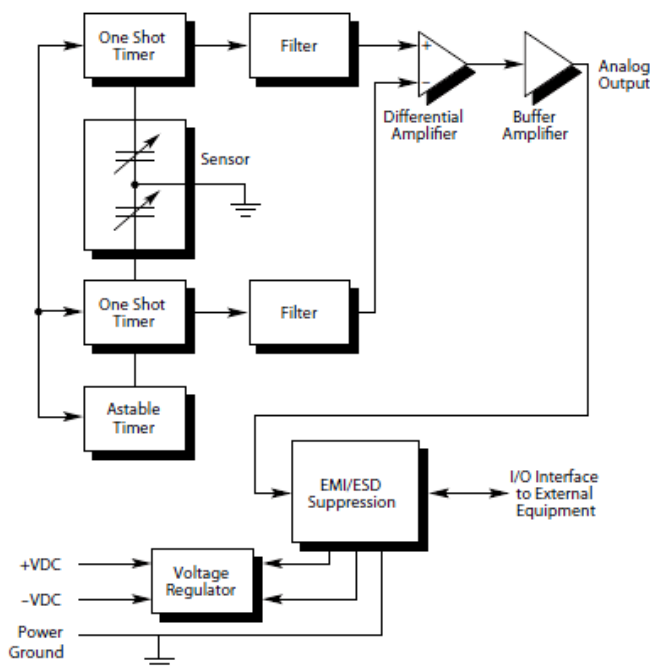 One Shot
Timer
Filter
+
−
Differential
Amplifier
Buffer
Amplifier
Analog
Output
Sensor
One Shot
Timer
Filter
Astable
Timer
EMI/ESD
Suppression
I/O Interface
to External
Equipment
+VDC
−VDC
Voltage
Regulator
Power
Ground